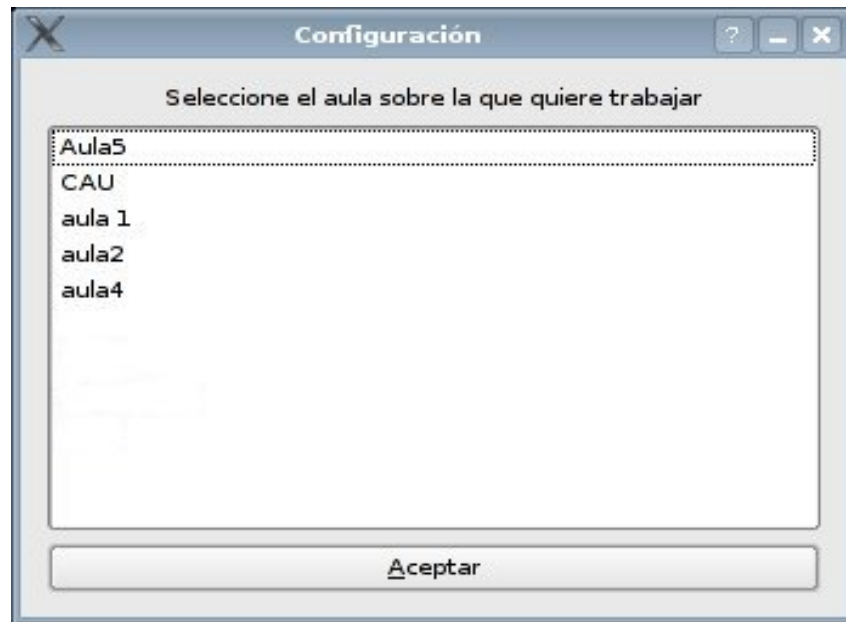 Configuración
Seleccione el aula sobre la que quiere trabajar
Aula5
CAU
aula 1
aula2
aula4
Aceptar